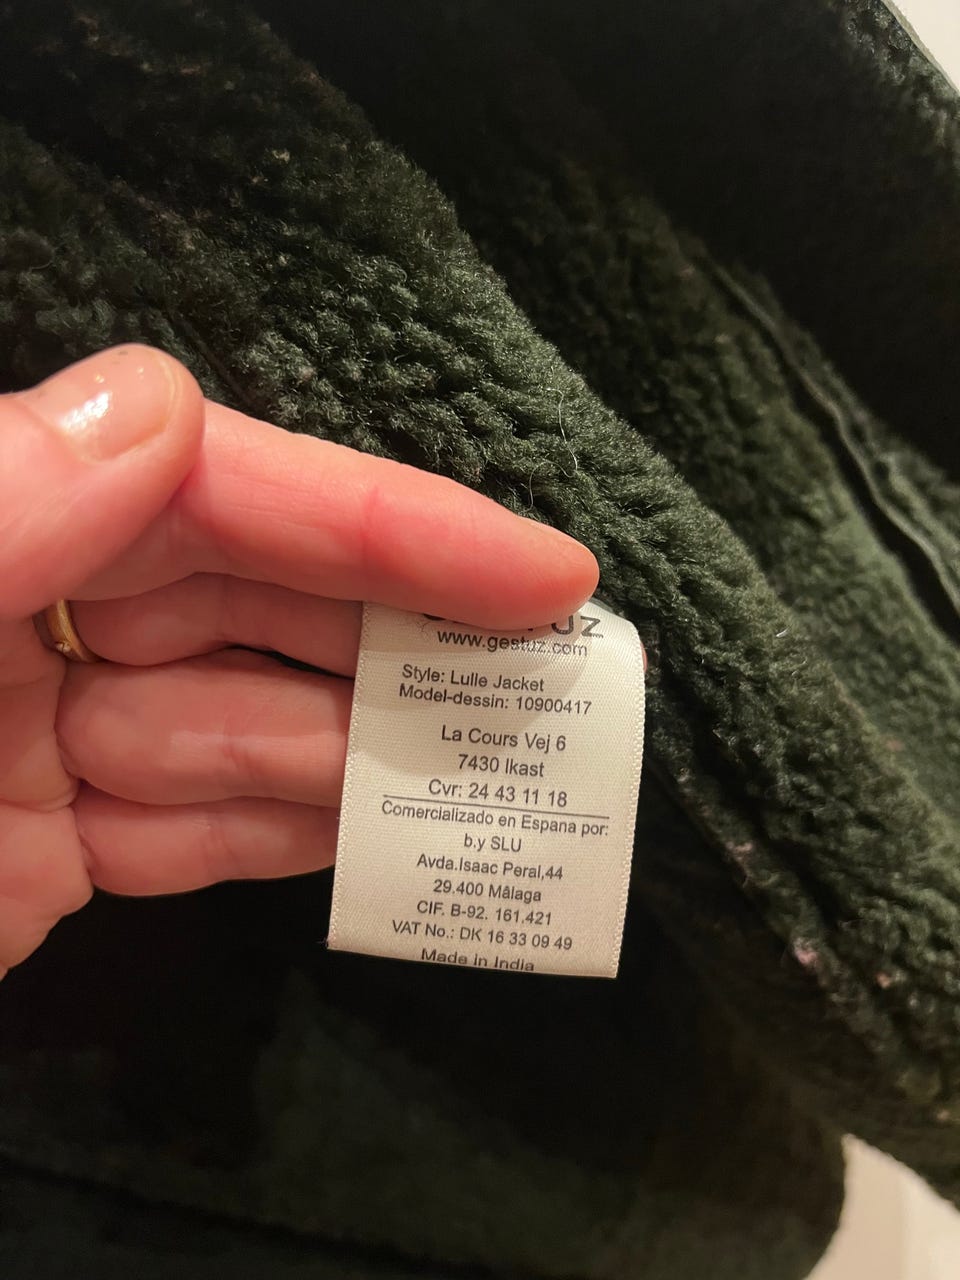 www.gestuz.com
Style: Lulle Jacket
Model-dessin: 10900417
La Cours Vej 6
7430 Ikast
Cvr: 24 43 11 18
Comercializado en Espana por:
b.y SLU
Avda.Isaac Peral,44
29.400 Mâlaga
CIF. B-92. 161.421
VAT No.: DK 16 33 09 49
Made in India